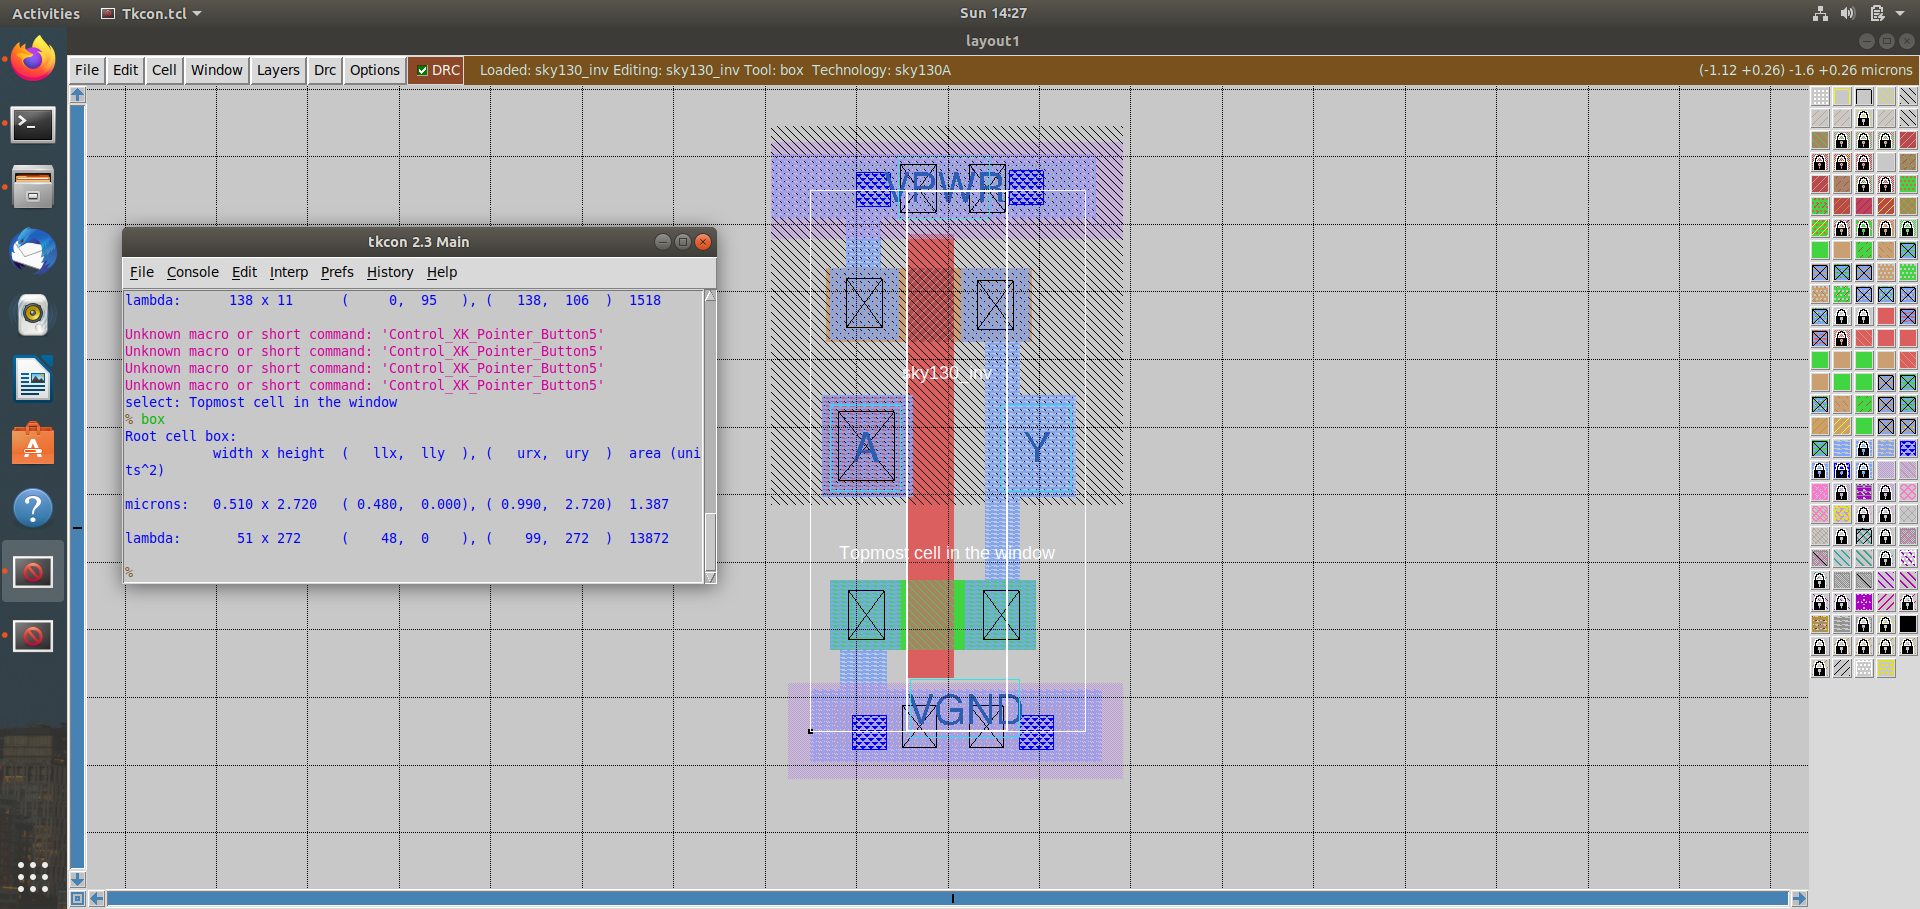 Activities Tkcon.tcl Sun 14:27
layout1
File Edit Cell Window Layers Drc Options DRC Loaded: sky130_inv Editing: sky130_inv Tool: box Technology: sky130A (-1.12 +0.26) -1.6 +0.26 microns
VPWR
tkcon 2.3 Main
File Console Edit Interp Prefs History Help
lambda: 138 x 11 ( 0, 95 ), ( 138, 106 ) 1518
Unknown macro or short command: 'Control_XK_Pointer_Button5'
Unknown macro or short command: 'Control_XK_Pointer_Button5'
Unknown macro or short command: 'Control_XK_Pointer_Button5'
Unknown macro or short command: 'Control_XK_Pointer_Button5'
select: Topmost cell in the window
% box
Root cell box:
width x height ( llx, lly ), ( urx, ury ) area (uni
ts^2)
microns: 0.510 x 2.720 ( 0.480, 0.000), ( 0.990, 2.720) 1.387
lambda: 51 x 272 ( 48, 0 ), ( 99, 272 ) 13872
%
sky130_inv
A
Y
Topmost cell in the window
VGND